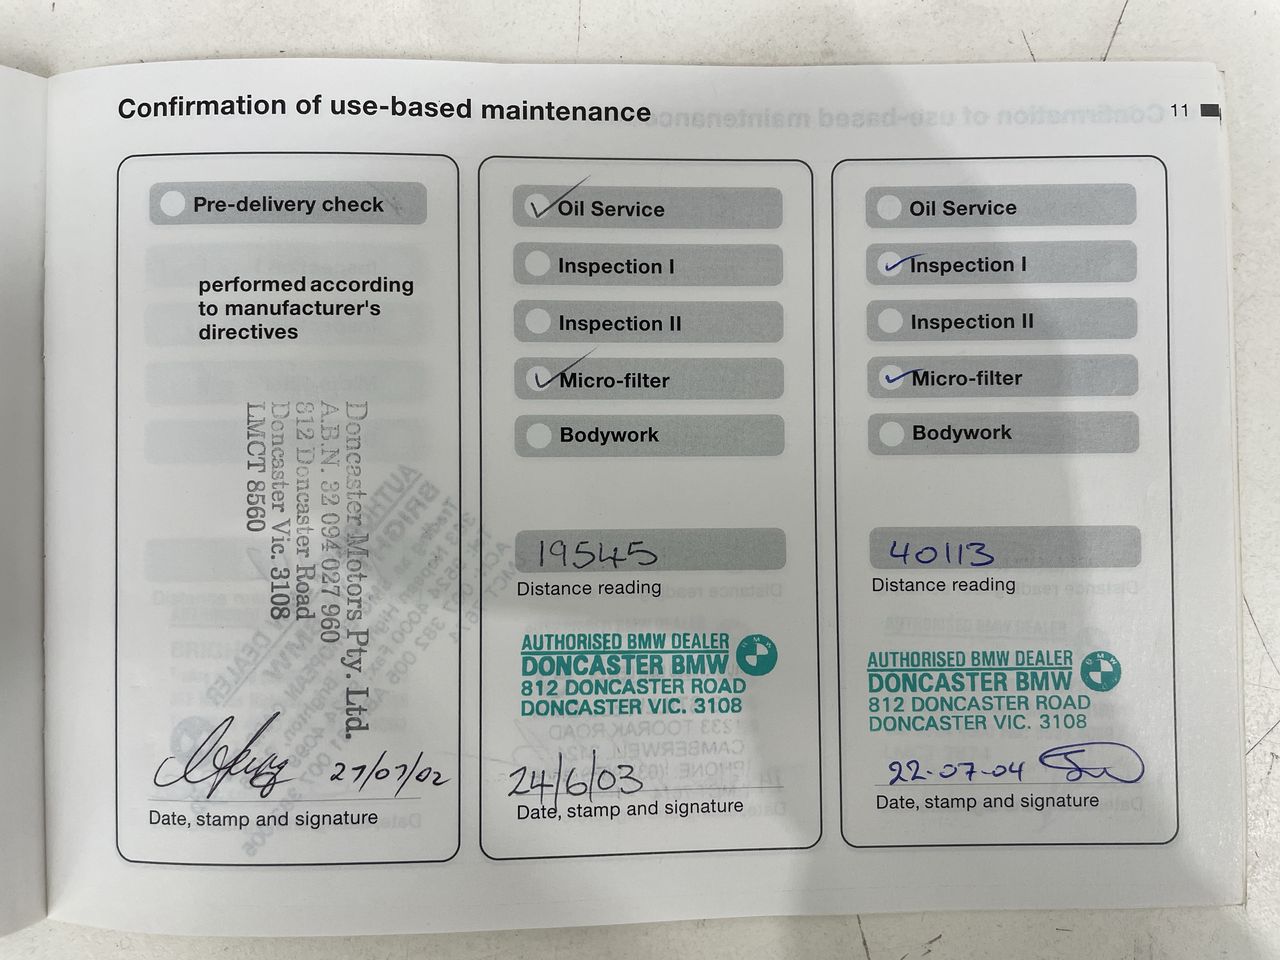 Confirmation of use-based maintenance
11
Pre-delivery check
performed according
to manufacturer's
directives
Doncaster Motors Pty. Ltd.
A.B.N. 32 094 027 960
812 Doncaster Road
Doncaster Vic. 3108
LMCT 8560
27/07/02
Date, stamp and signature
Oil Service
Inspection I
Inspection II
Micro-filter
Bodywork
19545
Distance reading
AUTHORISED BMW DEALER
DONCASTER BMW
812 DONCASTER ROAD
DONCASTER VIC. 3108
BMW
24/6/03
Date, stamp and signature
Oil Service
Inspection I
Inspection II
Micro-filter
Bodywork
40113
Distance reading
AUTHORISED BMW DEALER
DONCASTER BMW
812 DONCASTER ROAD
DONCASTER VIC. 3108
BMW
22-07-04
Date, stamp and signature